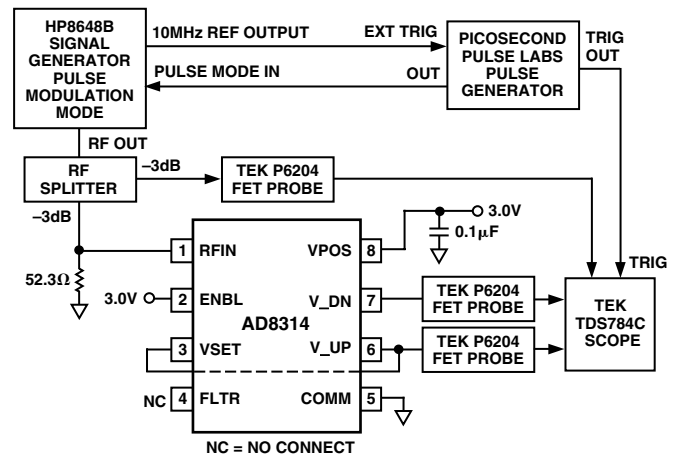 HP8648B
SIGNAL
GENERATOR
PULSE
MODULATION
MODE
10MHz REF OUTPUT
EXT TRIG
PULSE MODE IN
OUT
PICOSECOND
PULSE LABS
PULSE
GENERATOR
TRIG
OUT
RF OUT
RF
SPLITTER
–3dB
TEK P6204
FET PROBE
–3dB
52.3Ω
3.0V
0.1μF
1
RFIN
VPOS
8
3.0V
2
ENBL
V_DN
7
AD8314
3
VSET
V_UP
6
NC
4
FLTR
COMM
5
TEK P6204
FET PROBE
TEK P6204
FET PROBE
TRIG
TEK
TDS784C
SCOPE
NC = NO CONNECT